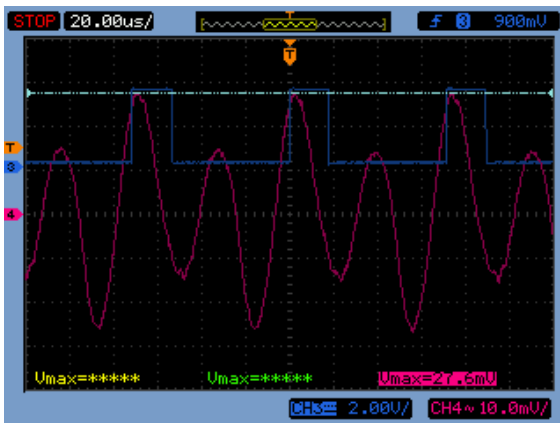 STOP 20.00us/ T 3 900mV
T
T
3
4
Vmax=***** Vmax=***** Vmax=27.6mV
CH3 2.00V/ CH4~10.0mV/